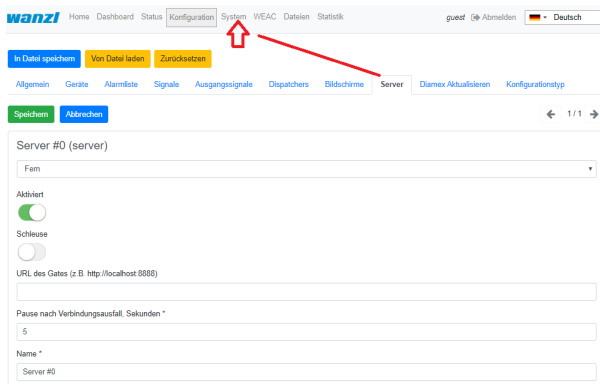 wanzl Home Dashboard Status Konfiguration System WEAC Dateien Statistik guest Abmelden Deutsch
In Datei speichern Von Datei laden Zurücksetzen
Allgemein Geräte Alarmliste Signale Ausgangssignale Dispatchers Bildschirme Server Diamex Aktualisieren Konfigurationstyp
Speichern Abbrechen 1 / 1
Server #0 (server)
Fern
Aktiviert
Schleuse
URL des Gates (z.B. http://localhost:8888)
Pause nach Verbindungsausfall, Sekunden *
5
Name *
Server #0